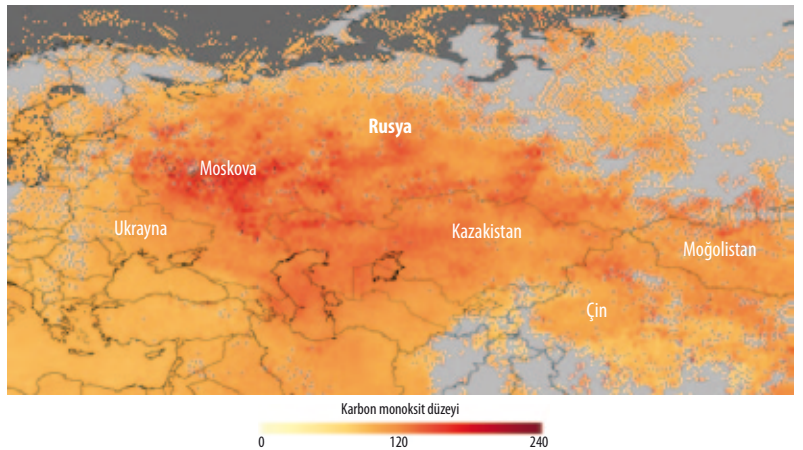 Rusya
Moskova
Ukrayna
Kazakistan
Moğolistan
Çin
Karbon monoksit düzeyi
0 120 240